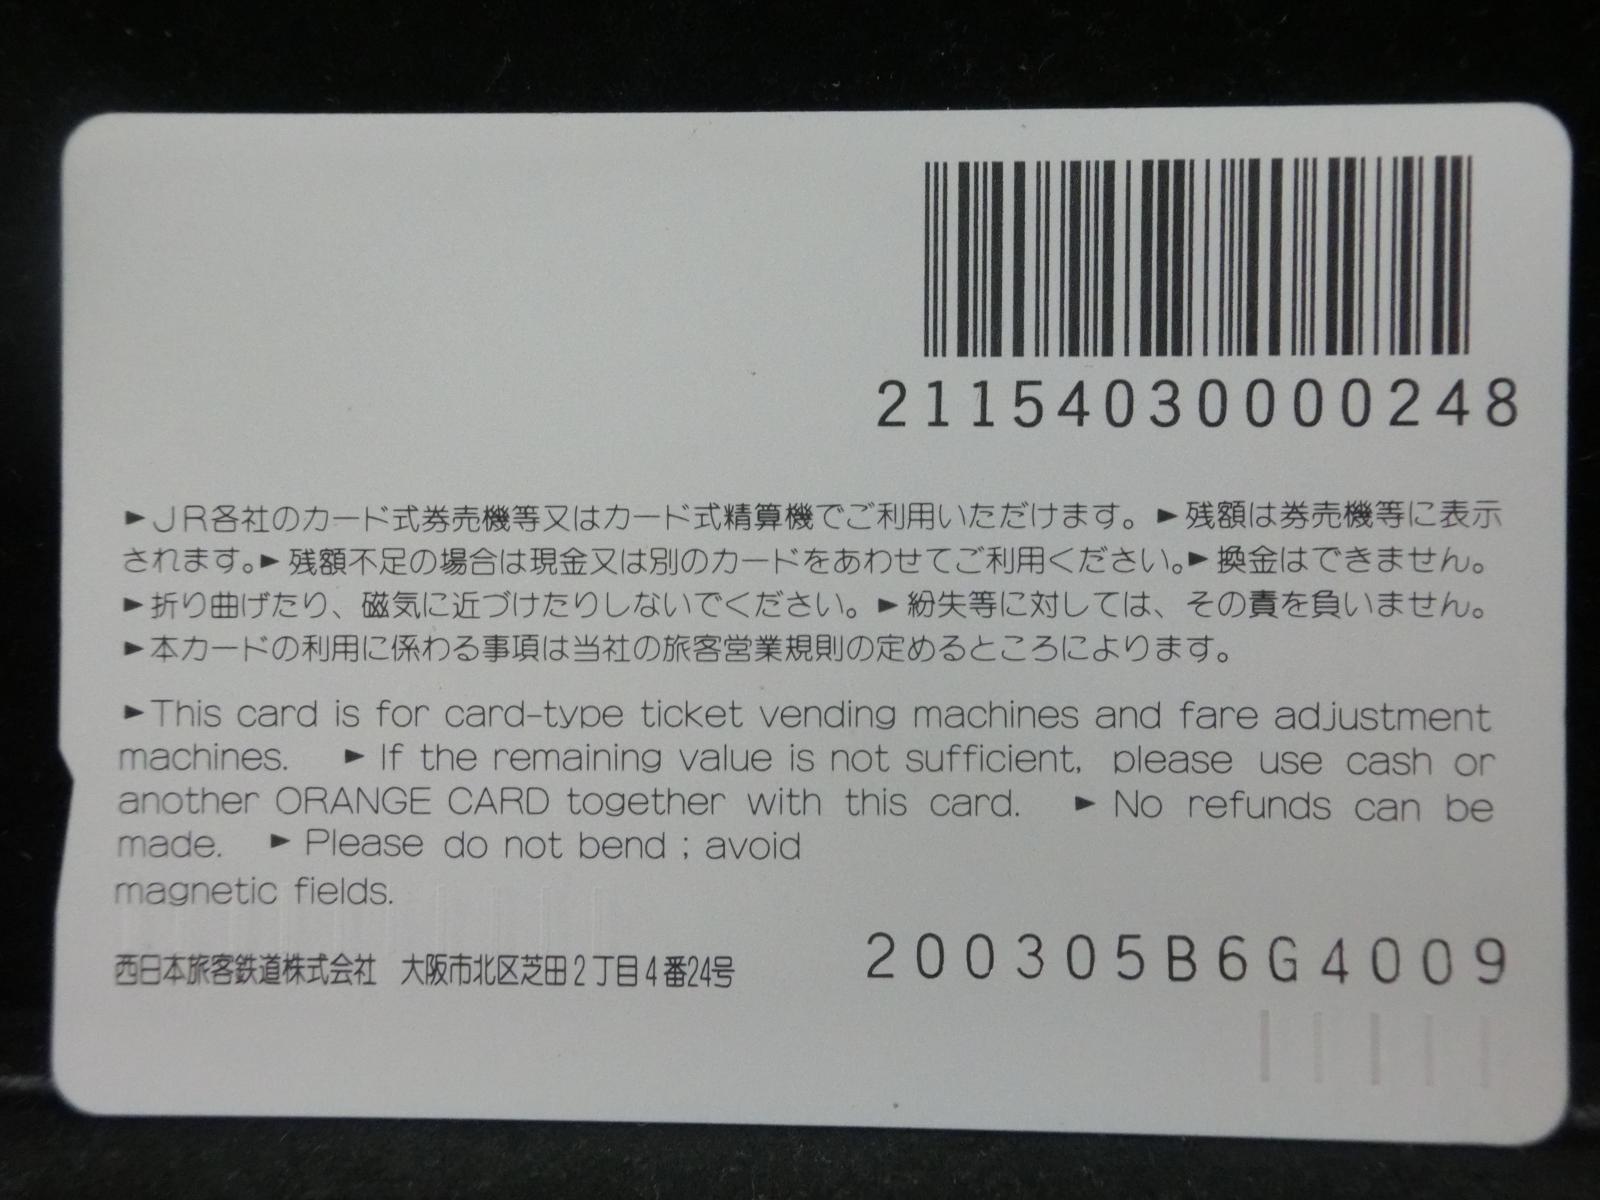 21154030000248
►JR各社のカード式券売機等又はカード式精算機でご利用いただけます。►残額は券売機等に表示
されます。►残額不足の場合は現金又は別のカードをあわせてご利用ください。►換金はできません。
►折り曲げたり、磁気に近づけたりしないでください。►紛失等に対しては、その責を負いません。
►本カードの利用に係わる事項は当社の旅客営業規則の定めるところによります。
►This card is for card-type ticket vending machines and fare adjustment
machines. ►If the remaining value is not sufficient, please use cash or
another ORANGE CARD together with this card. ►No refunds can be
made. ►Please do not bend ; avoid
magnetic fields.
西日本旅客鉄道株式会社 大阪市北区芝田2丁目4番24号
200305B6G4009